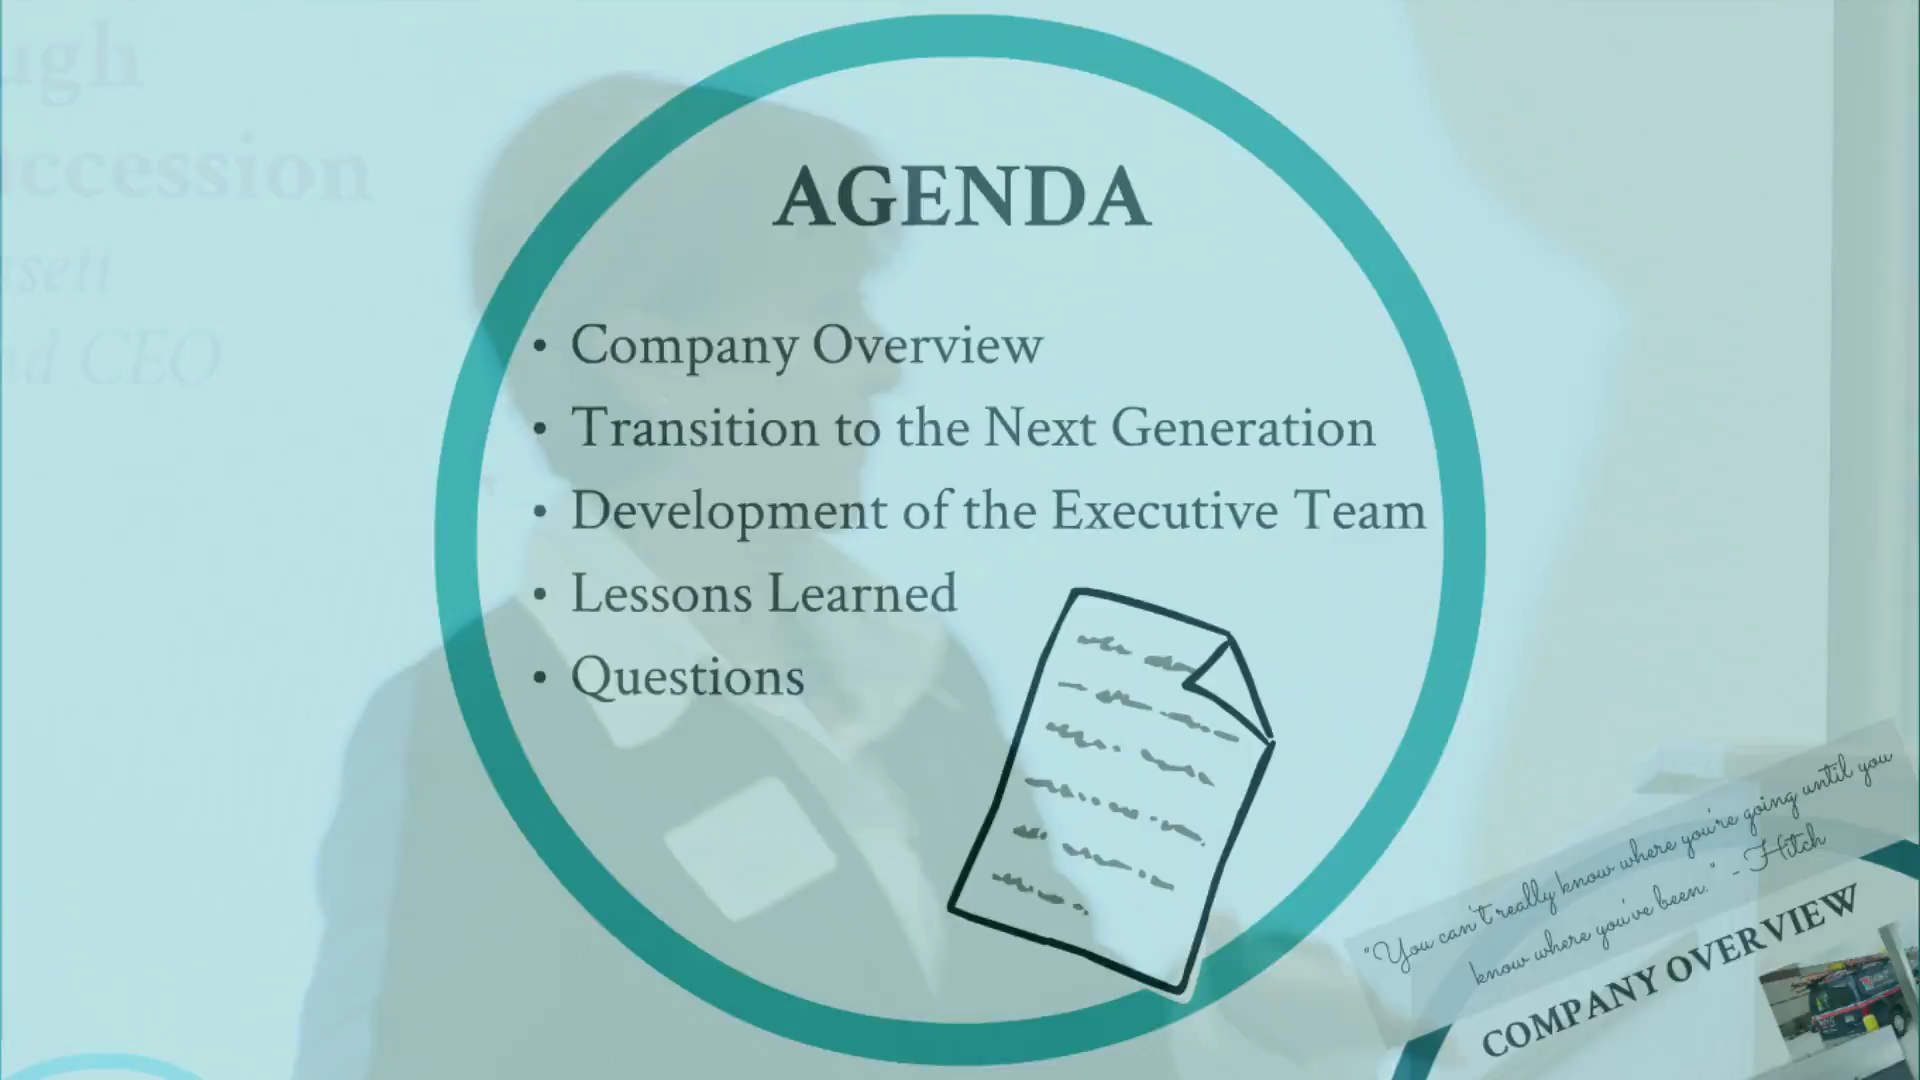 AGENDA
• Company Overview
• Transition to the Next Generation
• Development of the Executive Team
• Lessons Learned
• Questions
"You can't really know where you're going until you
know where you've been." - Hitch
COMPANY OVERVIEW
CEO